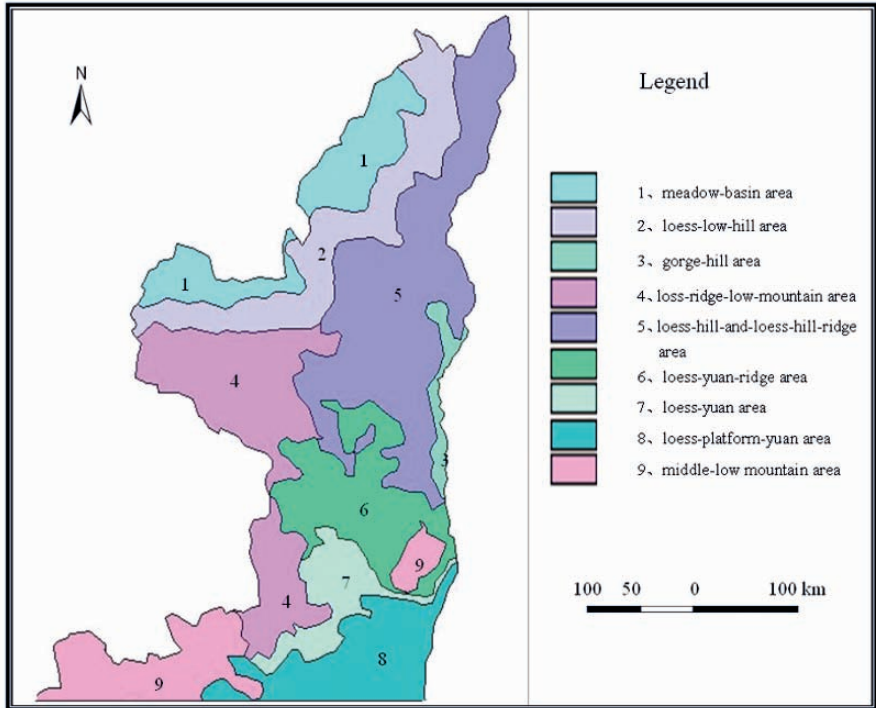 N
Legend
1
1、meadow-basin area
2、loess-low-hill area
2
3、gorge-hill area
1
4、loss-ridge-low-mountain area
5
5、loess-hill-and-loess-hill-ridge
area
4
6、loess-yuan-ridge area
7、loess-yuan area
8、loess-platform-yuan area
3
9、middle-low mountain area
6
9
7
100 50 0 100 km
4
8
9